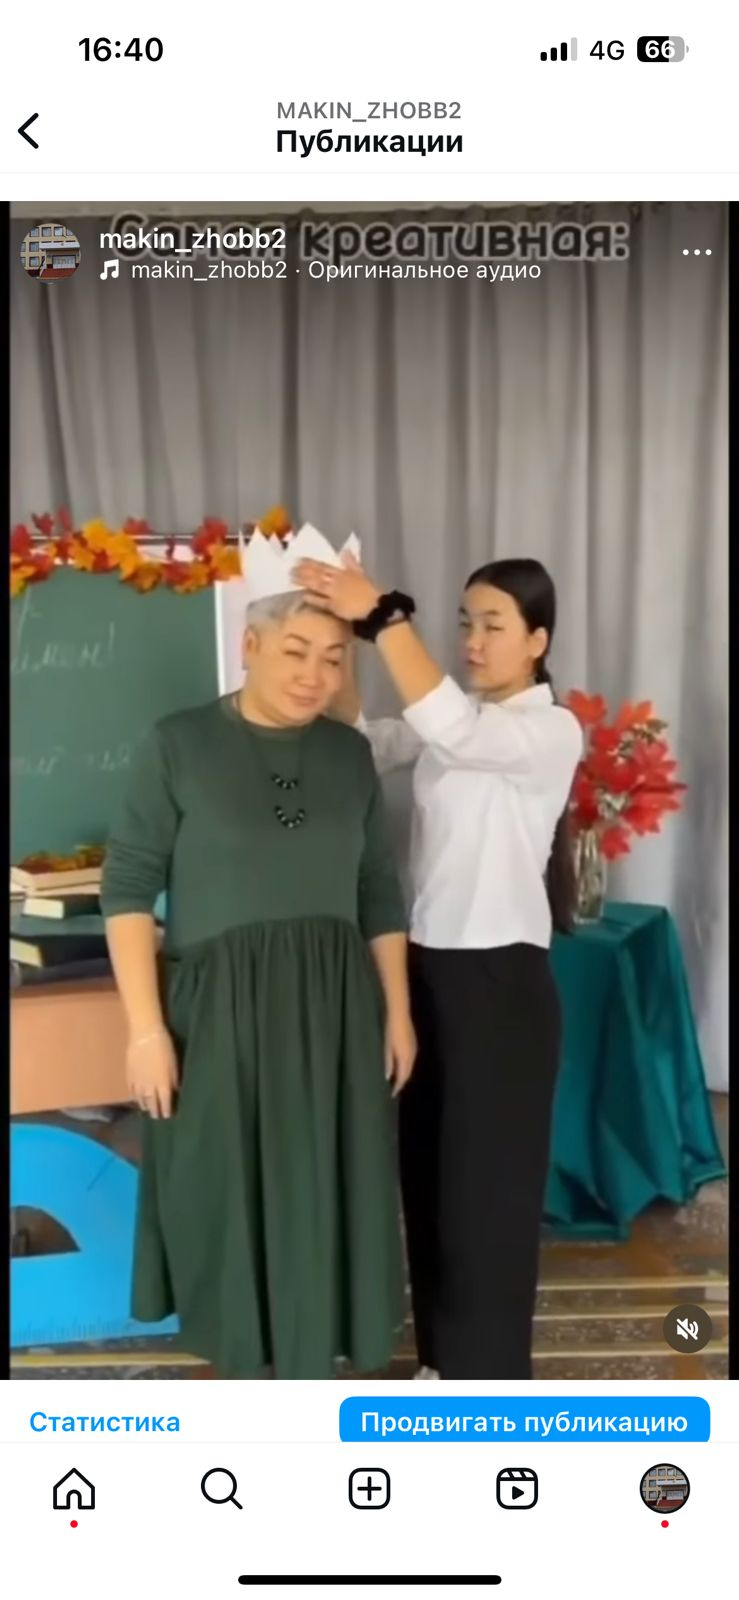 16:40
4G
66
MAKIN_ZHOBB2
Публикации
Самая креативная:
makin_zhobb2
makin_zhobb2 · Оригинальное аудио
Статистика
Продвигать публикацию